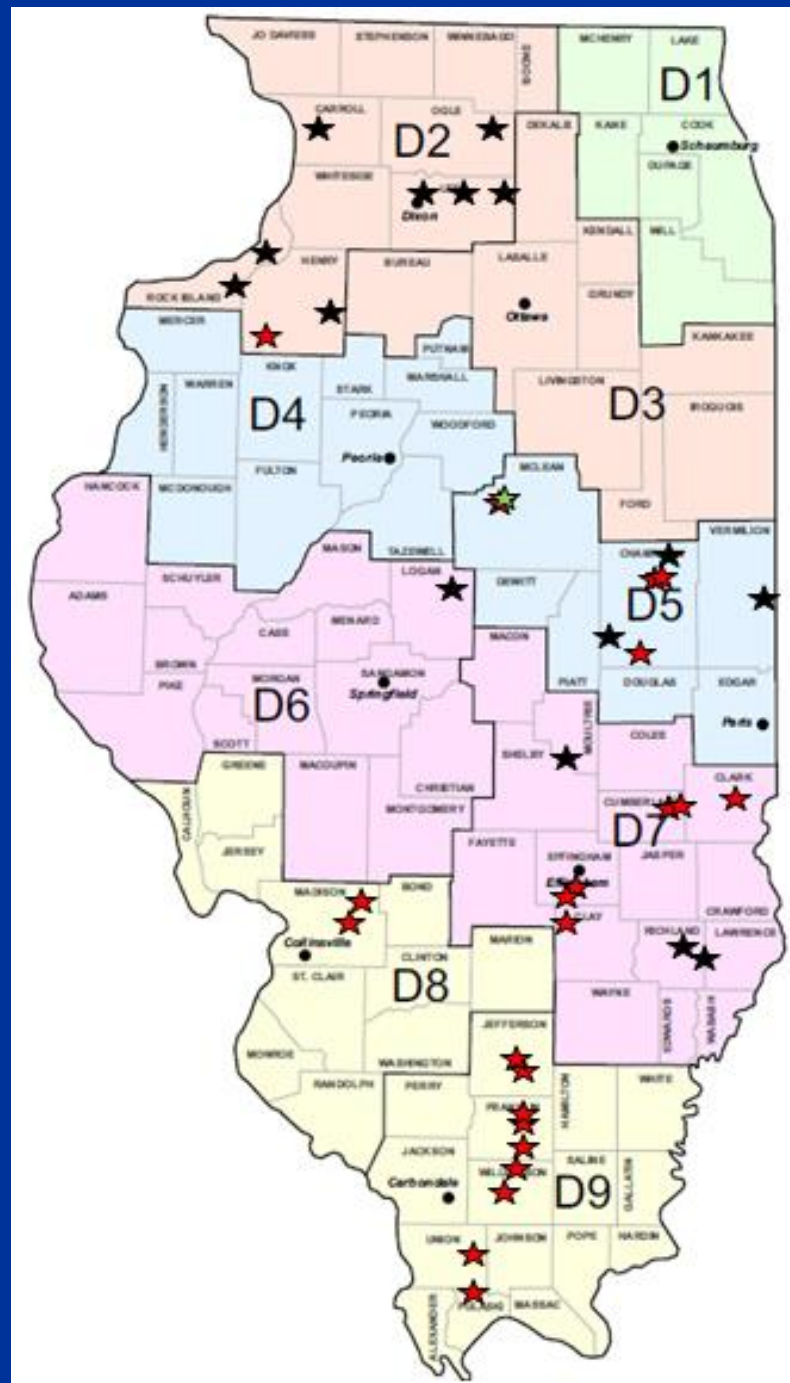 JO DAVIESS STEPHENSON WINNEBAGO
BOONE
MCHENRY LAKE
D1
CARROLL OGLE
D2
DEKALB
KANE COOK
Schaumburg
DUPAGE
WHITESIDE
Dixon
KENDALL
WILL
HENRY BUREAU LASALLE
ROCK ISLAND
GRUNDY
Ottawa
MERCER
KANKAKEE
PUTNAM
KNOX
STARK MARSHALL
LIVINGSTON
HENDERSON
WARREN
D4
PEORIA
D3
IROQUOIS
WOODFORD
Peoria
MCLEAN
FULTON
HANCOCK
MCDONOUGH
FORD
VERMILION
TAZEWELL
MASON
LOGAN
SCHUYLER
DEWITT
D5
ADAMS
MENARD
CASS
MACON
BROWN
PIATT
SANGAMON
MORGAN
PIKE
D6
Springfield
DOUGLAS EDGAR
MOULTRIE
Paris
SCOTT
COLES
SHELBY
GREENE
MACOUPIN
CHRISTIAN
CLARK
CALHOUN
MONTGOMERY
D7
FAYETTE
JASPER
JERSEY
EFFINGHAM
BOND
MADISON
CRAWFORD
CLAY
RICHLAND LAWRENCE
MARION
Collinsville
CLINTON
ST. CLAIR
D8
WAYNE
EDWARDS
WABASH
JEFFERSON
MONROE
WASHINGTON
RANDOLPH
PERRY
HAMILTON
WHITE
JACKSON
SALINE
GALLATIN
Carbondale
D9
UNION JOHNSON
POPE
HARDIN
ALEXANDER
MASSAC